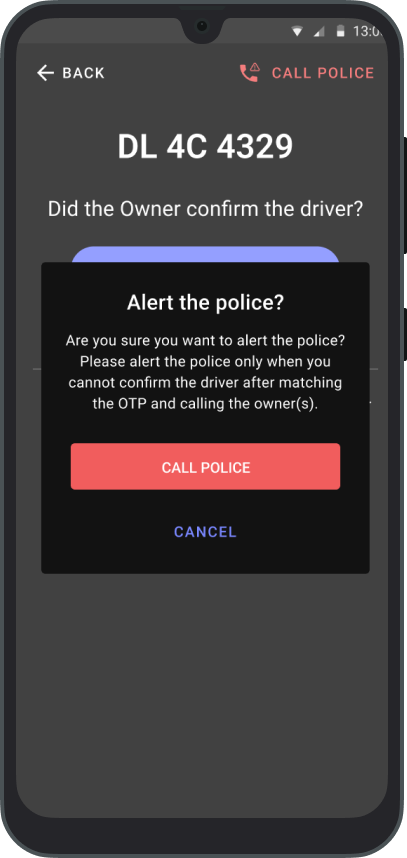 13:0
BACK
CALL POLICE
DL 4C 4329
Did the Owner confirm the driver?
Alert the police?
Are you sure you want to alert the police?
Please alert the police only when you
cannot confirm the driver after matching
the OTP and calling the owner(s).
CALL POLICE
CANCEL